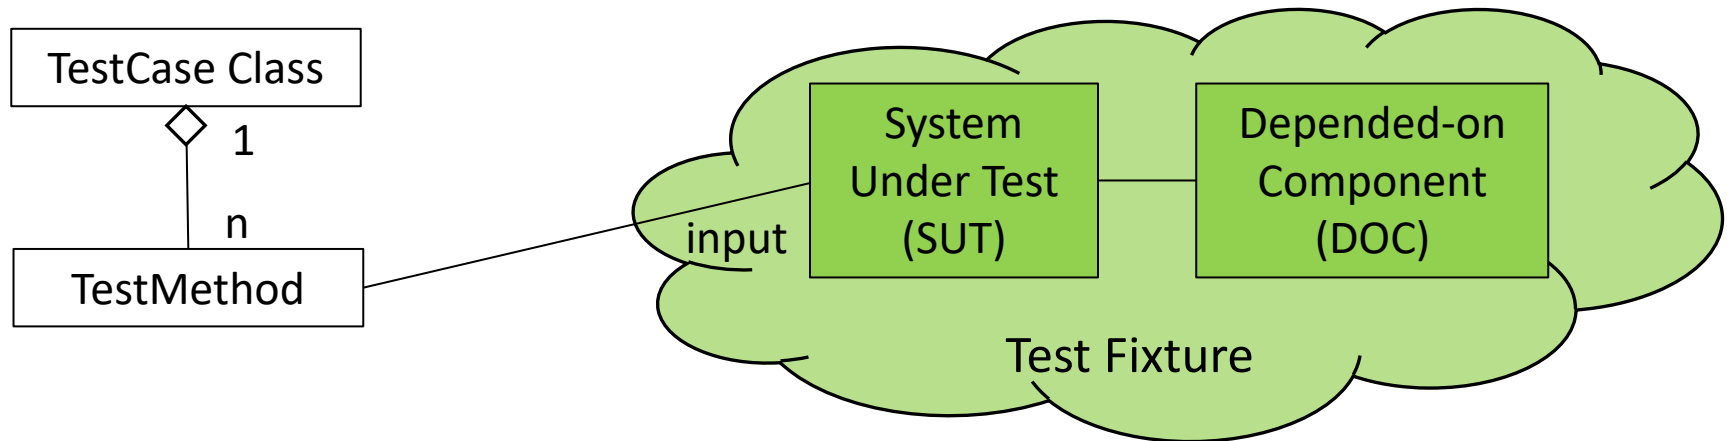 TestCase Class
1
n
TestMethod
input
System
Under Test
(SUT)
Depended-on
Component
(DOC)
Test Fixture